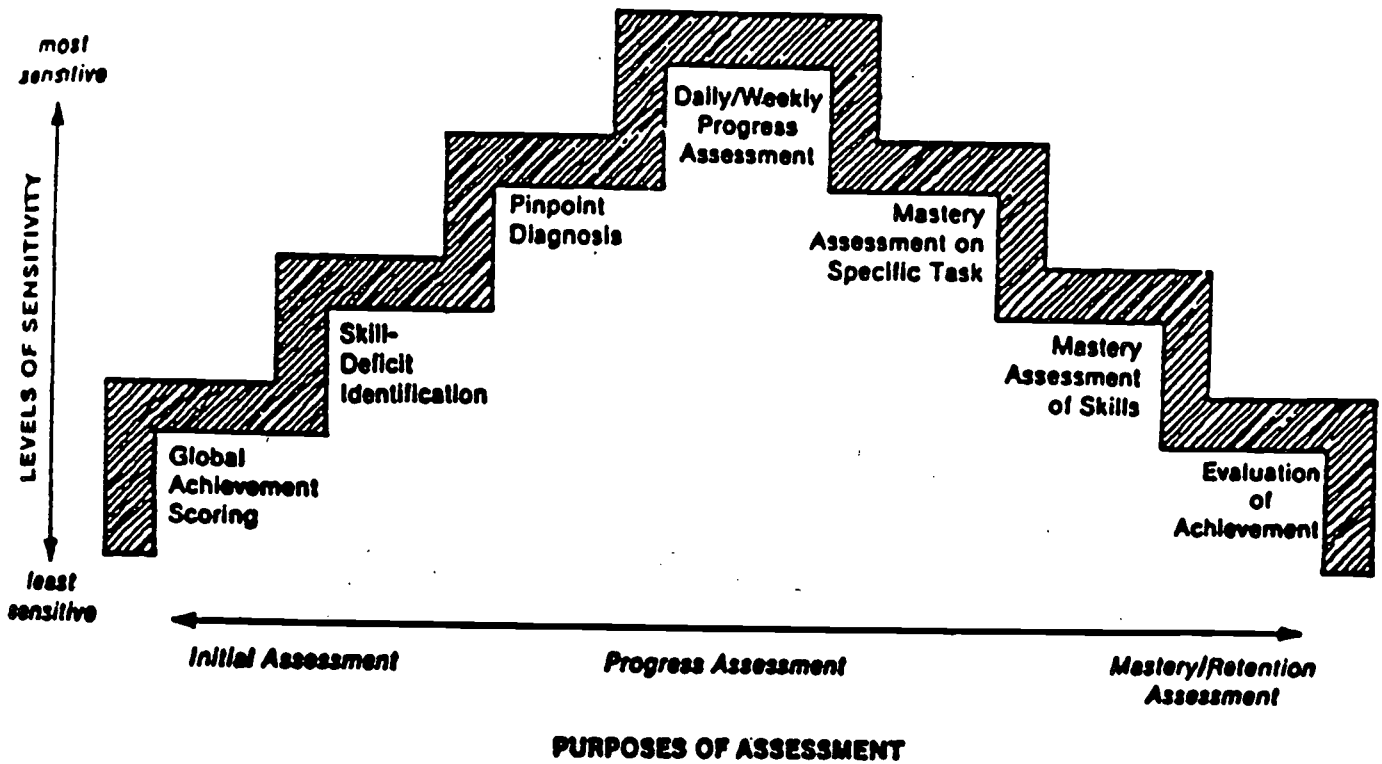 most
sensitive
LEVELS OF SENSITIVITY
least
sensitive
Global
Achievement
Scoring
Skill-
Deficit
Identification
Pinpoint
Diagnosis
Daily/Weekly
Progress
Assessment
Mastery
Assessment on
Specific Task
Mastery
Assessment
of Skills
Evaluation
of
Achievement
Initial Assessment
Progress Assessment
Mastery/Retention
Assessment
PURPOSES OF ASSESSMENT